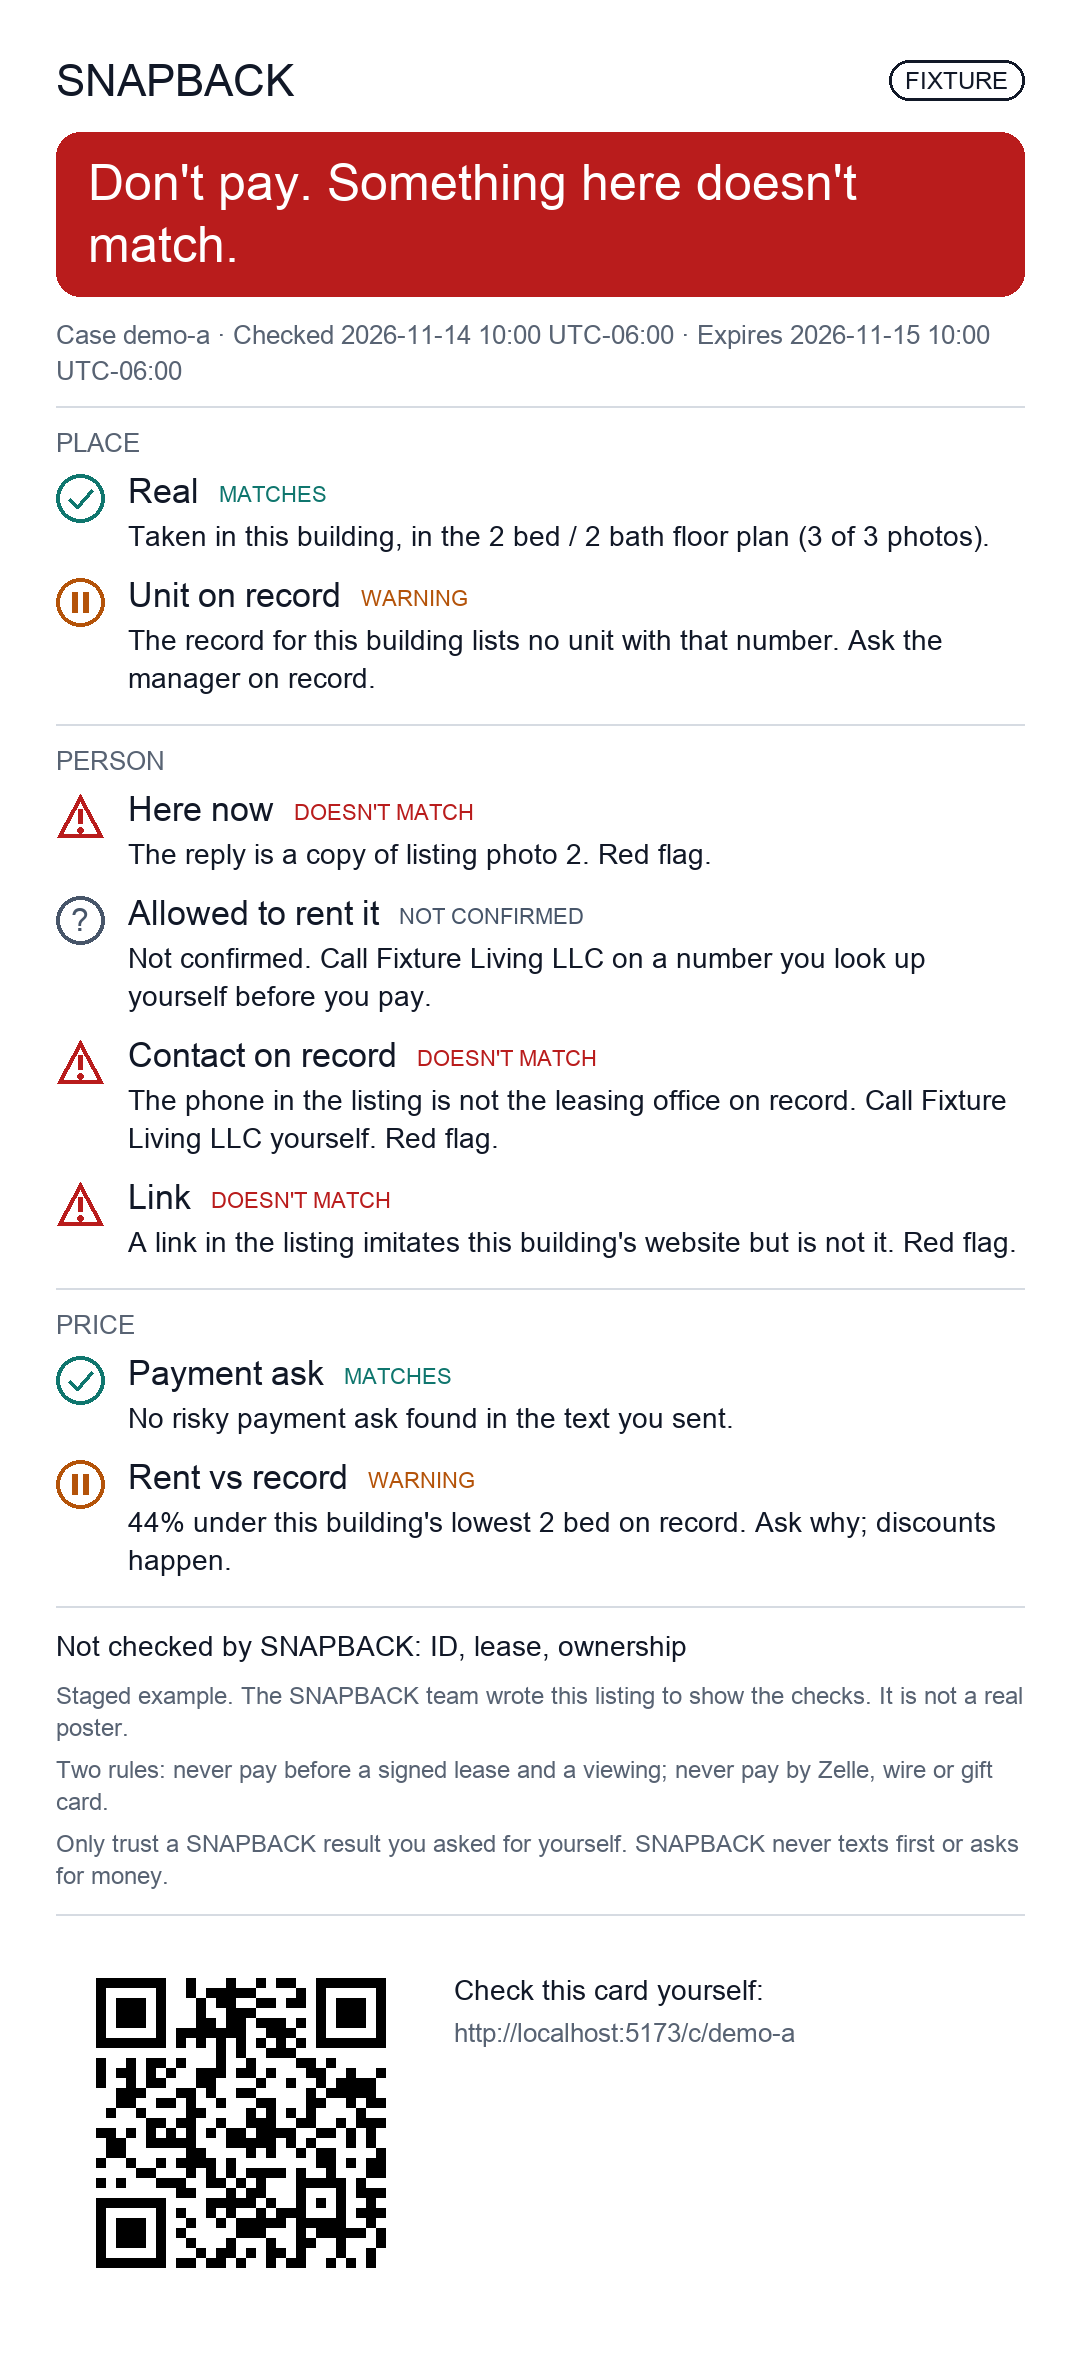 SNAPBACK
FIXTURE
Don't pay. Something here doesn't
match.
Case demo-a · Checked 2026-11-14 10:00 UTC-06:00 · Expires 2026-11-15 10:00
UTC-06:00
PLACE
Real MATCHES
Taken in this building, in the 2 bed / 2 bath floor plan (3 of 3 photos).
Unit on record WARNING
The record for this building lists no unit with that number. Ask the
manager on record.
PERSON
Here now DOESN'T MATCH
The reply is a copy of listing photo 2. Red flag.
? Allowed to rent it NOT CONFIRMED
Not confirmed. Call Fixture Living LLC on a number you look up
yourself before you pay.
Contact on record DOESN'T MATCH
The phone in the listing is not the leasing office on record. Call Fixture
Living LLC yourself. Red flag.
Link DOESN'T MATCH
A link in the listing imitates this building's website but is not it. Red flag.
PRICE
Payment ask MATCHES
No risky payment ask found in the text you sent.
Rent vs record WARNING
44% under this building's lowest 2 bed on record. Ask why; discounts
happen.
Not checked by SNAPBACK: ID, lease, ownership
Staged example. The SNAPBACK team wrote this listing to show the checks. It is not a real
poster.
Two rules: never pay before a signed lease and a viewing; never pay by Zelle, wire or gift
card.
Only trust a SNAPBACK result you asked for yourself. SNAPBACK never texts first or asks
for money.
Check this card yourself:
http://localhost:5173/c/demo-a